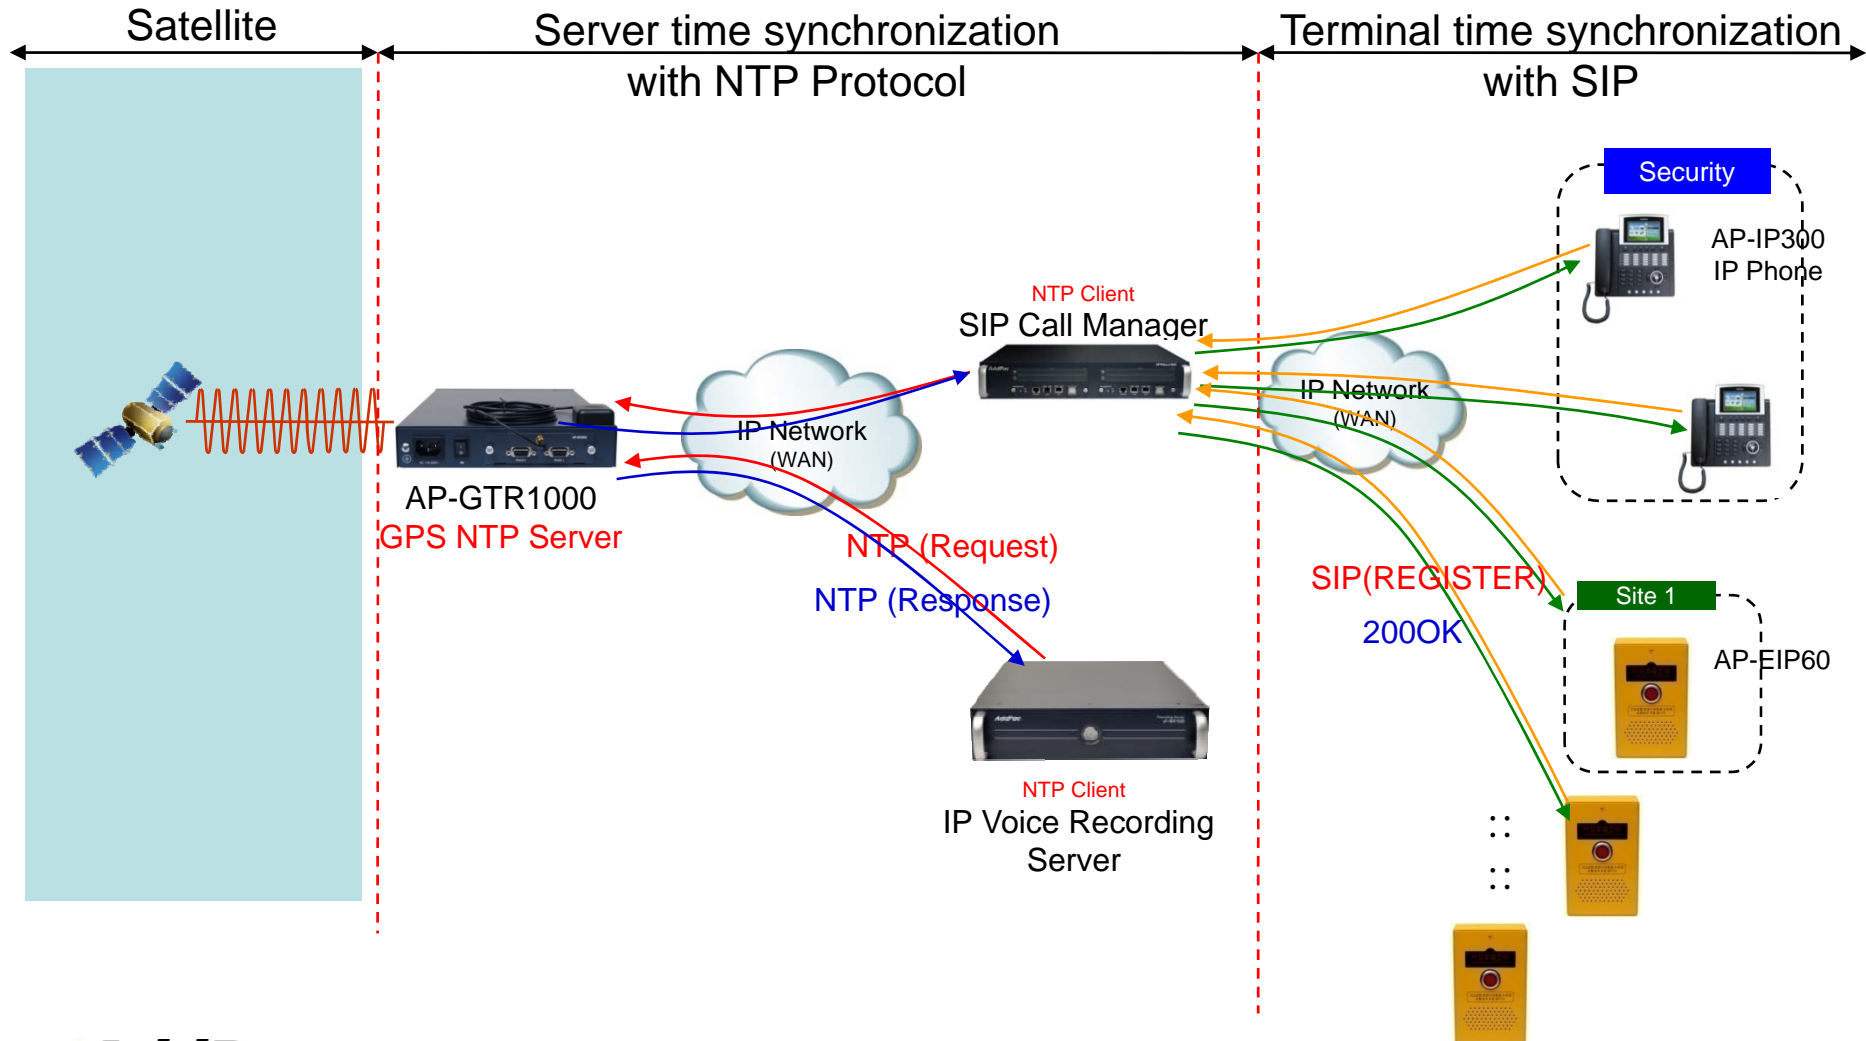 Satellite
Server time synchronization
with NTP Protocol
Terminal time synchronization
with SIP
Security
AP-IP300
IP Phone
NTP Client
SIP Call Manager
AddPac
IP Network
(WAN)
IP Network
(WAN)
AP-GTR1000
GPS NTP Server
NTP (Request)
NTP (Response)
SIP(REGISTER)
200OK
Site 1
AP-EIP60
AddPac
NTP Client
IP Voice Recording
Server